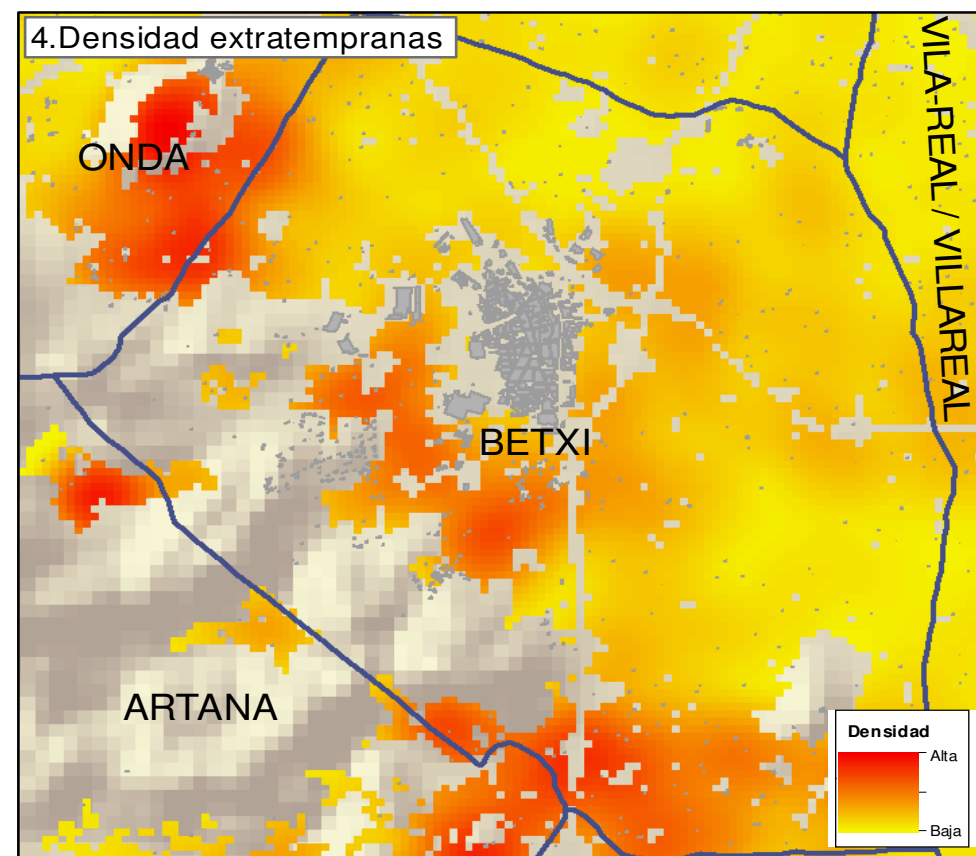 4.Densidad extratempranas
VILA-REAL / VILLAREAL
ONDA
BETXI
ARTANA
Densidad
Alta
Baja